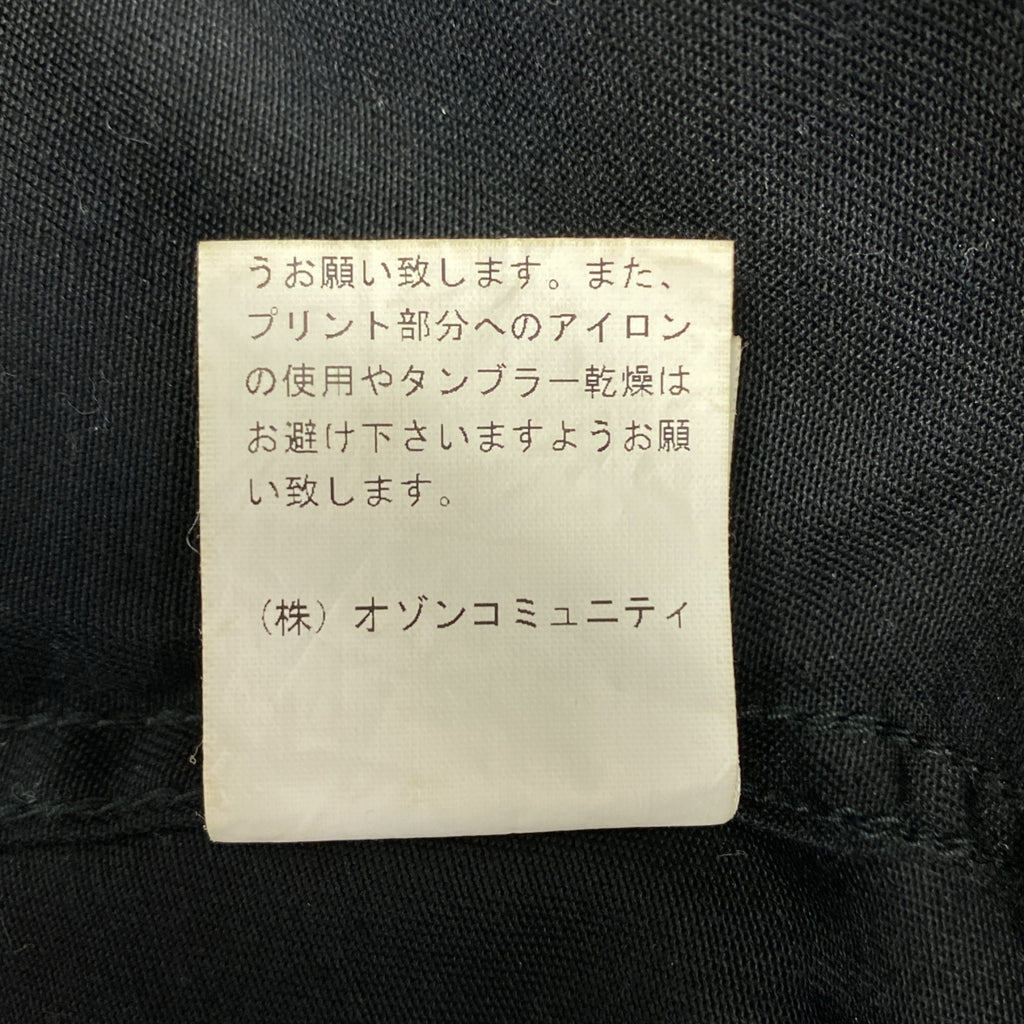 うお願い致します。また、
プリント部分へのアイロン
の使用やタンブラー乾燥は
お避け下さいますようお願
い致します。
（株）オゾンコミュニティ